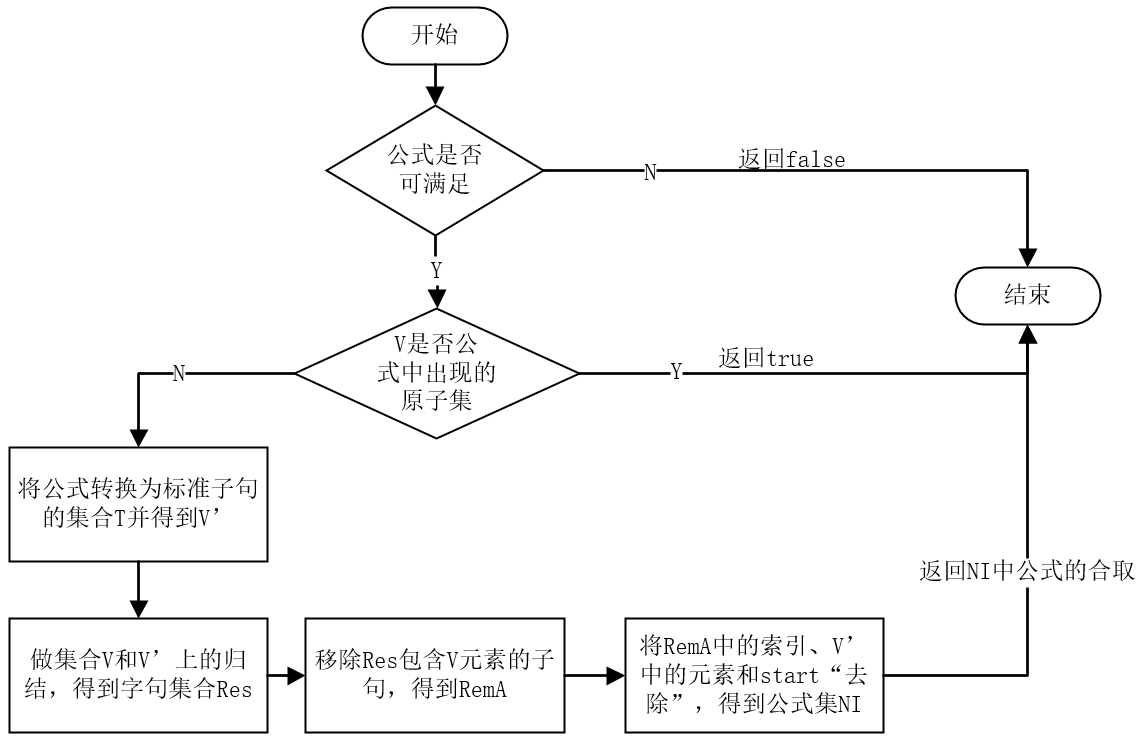 开始
公式是否
可满足
N
返回false
结束
Y
V是否公
式中出现的
原子集
N
Y
返回true
将公式转换为标准子句
的集合T并得到V’
返回NI中公式的合取
做集合V和V’上的归
结，得到字句集合Res
移除Res包含V元素的子
句，得到RemA
将RemA中的索引、V’
中的元素和start“去
除”，得到公式集NI